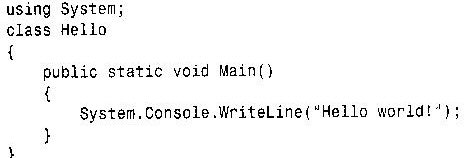 using System;
class Hello
{
    public static void Main()
    {
        System.Console.WriteLine("Hello world!");
    }
}